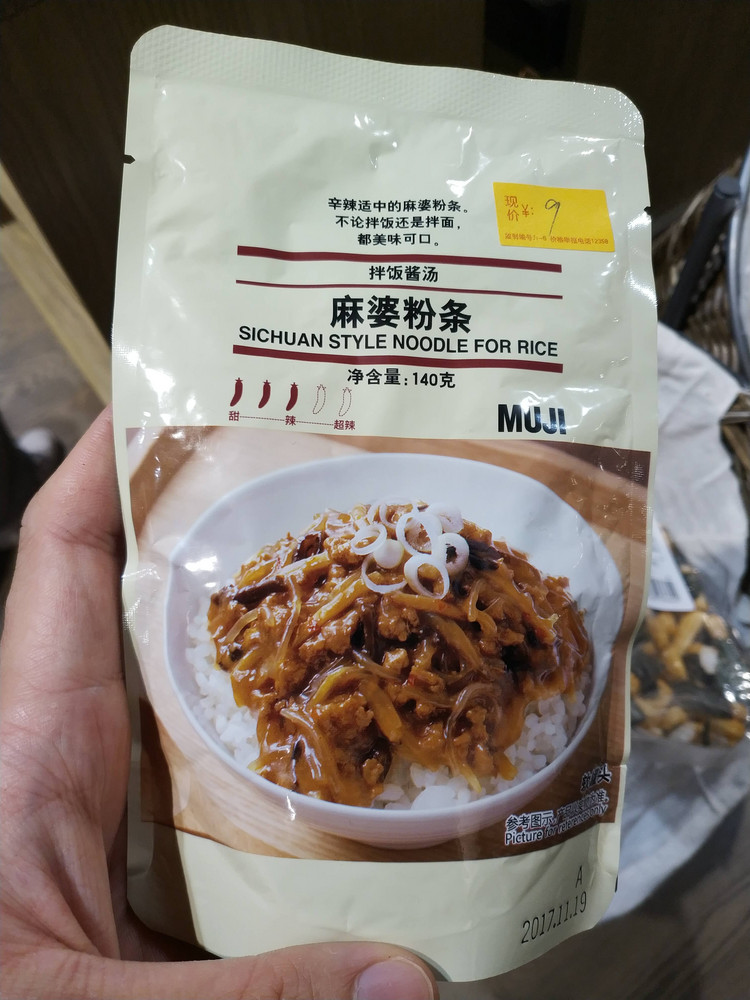 辛辣适中的麻婆粉条。
不论拌饭还是拌面，
都美味可口。
现价¥: 9
拌饭酱汤
麻婆粉条
SICHUAN STYLE NOODLE FOR RICE
净含量:140克
甜 辣 超辣
MUJI
参考图示
Picture for reference only
A
2017.11.19